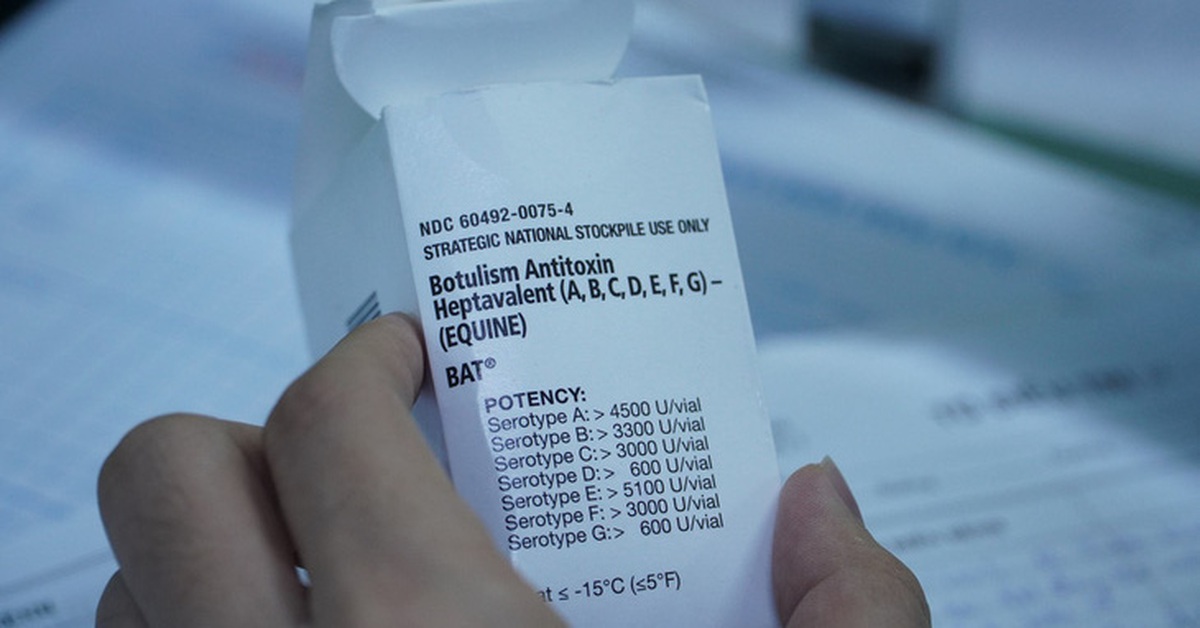 NDC 60492-0075-4
STRATEGIC NATIONAL STOCKPILE USE ONLY
Botulism Antitoxin
Heptavalent (A, B, C, D, E, F, G) –
(EQUINE)
BAT®
POTENCY:
Serotype A: > 4500 U/vial
Serotype B: > 3300 U/vial
Serotype C: > 3000 U/vial
Serotype D: > 600 U/vial
Serotype E: > 5100 U/vial
Serotype F: > 3000 U/vial
Serotype G: > 600 U/vial
at ≤ -15°C (≤5°F)